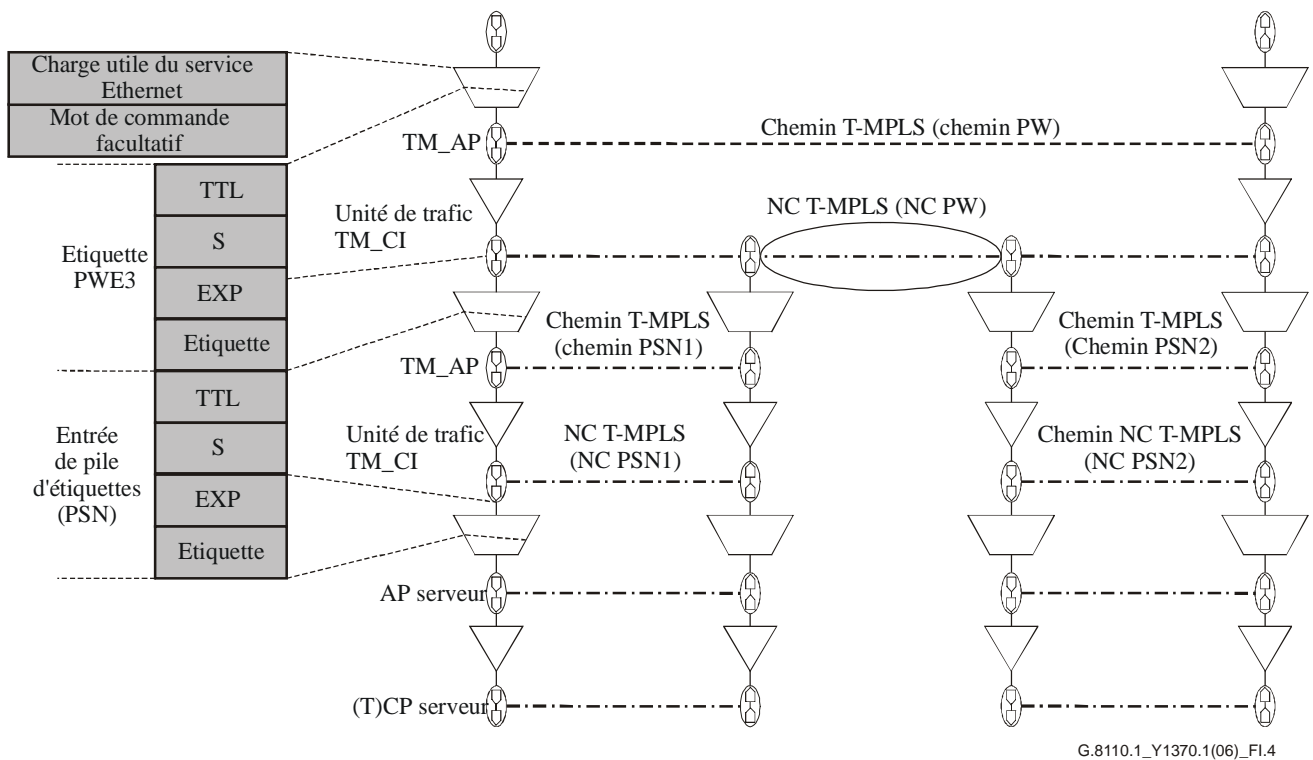 Charge utile du service
Ethernet
Mot de commande
facultatif
TM_AP
Chemin T-MPLS (chemin PW)
TTL
S
EXP
Etiquette
Etiquette
PWE3
Unité de trafic
TM_CI
NC T-MPLS (NC PW)
Chemin T-MPLS
(chemin PSN1)
Chemin T-MPLS
(Chemin PSN2)
TM_AP
TTL
S
EXP
Etiquette
Entrée
de pile
d'étiquettes
(PSN)
Unité de trafic
TM_CI
NC T-MPLS
(NC PSN1)
Chemin NC T-MPLS
(NC PSN2)
AP serveur
(T)CP serveur
G.8110.1_Y1370.1(06)_FI.4